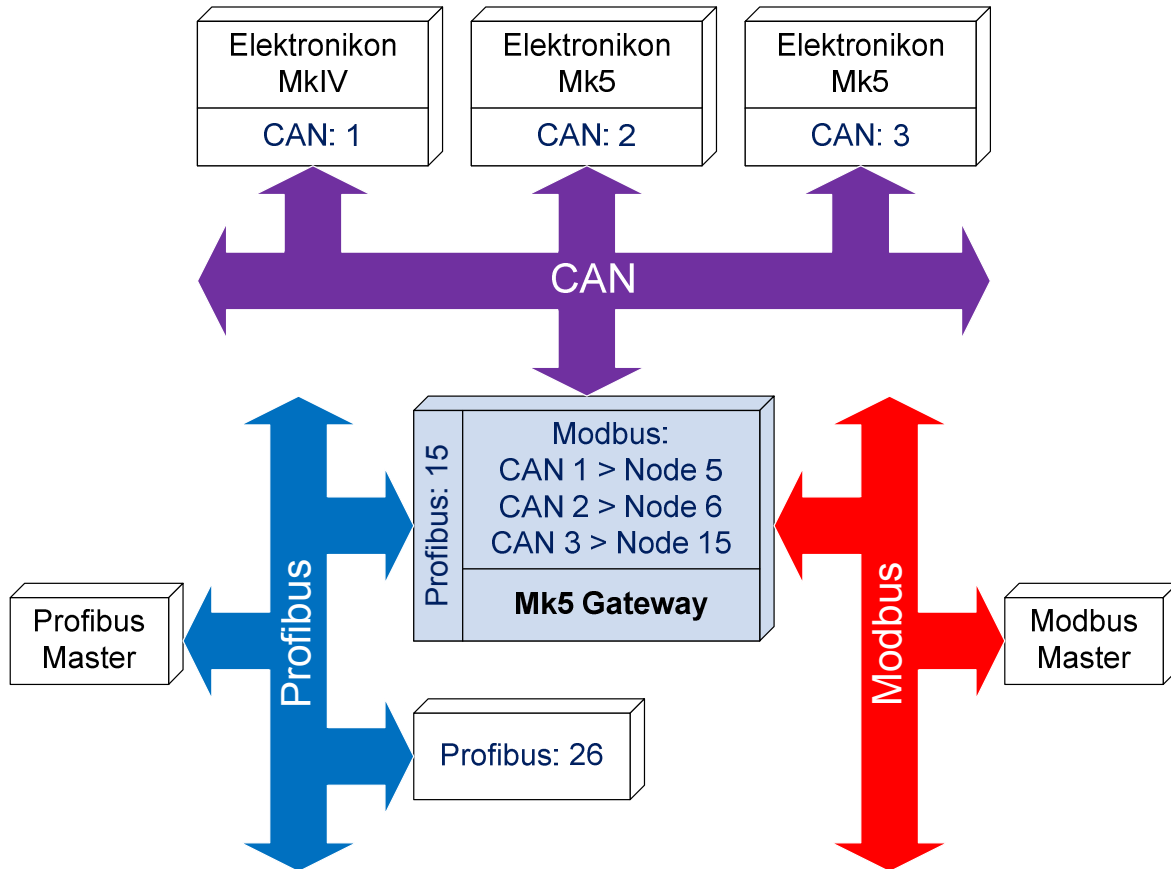 Elektronikon
MkIV
CAN: 1
Elektronikon
Mk5
CAN: 2
Elektronikon
Mk5
CAN: 3
CAN
Profibus: 15
Modbus:
CAN 1 > Node 5
CAN 2 > Node 6
CAN 3 > Node 15
Mk5 Gateway
Profibus
Master
Profibus
Profibus: 26
Modbus
Modbus
Master